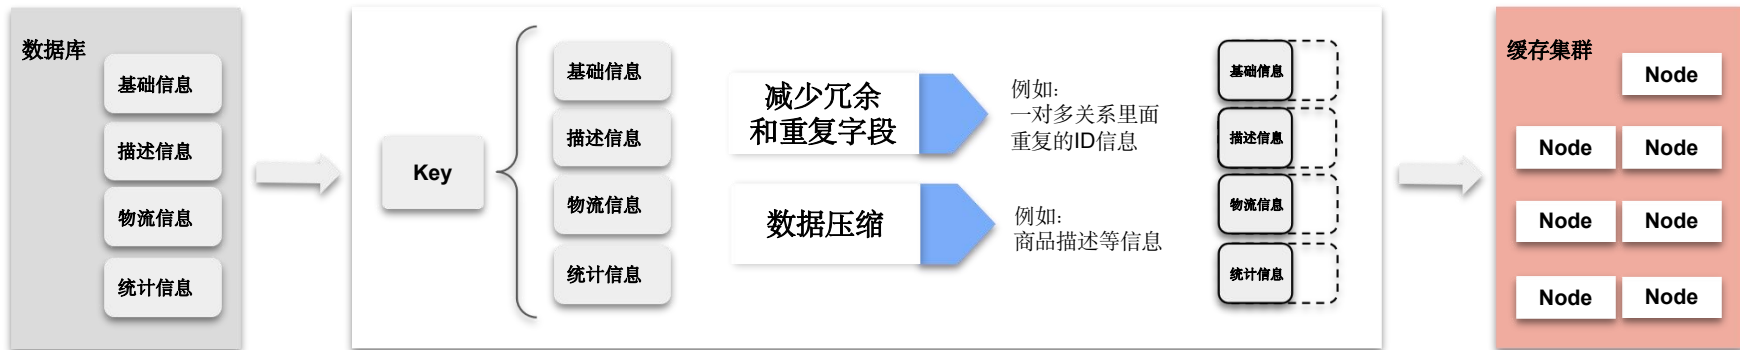 数据库
基础信息
描述信息
物流信息
统计信息
Key
基础信息
描述信息
物流信息
统计信息
减少冗余
和重复字段
例如:
一对多关系里面
重复的ID信息
数据压缩
例如:
商品描述等信息
基础信息
描述信息
物流信息
统计信息
缓存集群
Node
Node
Node
Node
Node
Node
Node